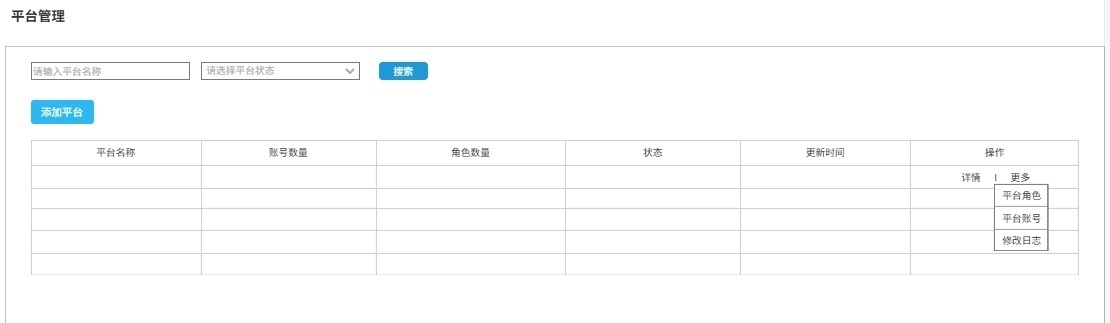 平台管理
请输入平台名称 请选择平台状态 搜索
添加平台
平台名称 账号数量 角色数量 状态 更新时间 操作
详情 | 更多
平台角色
平台账号
修改日志